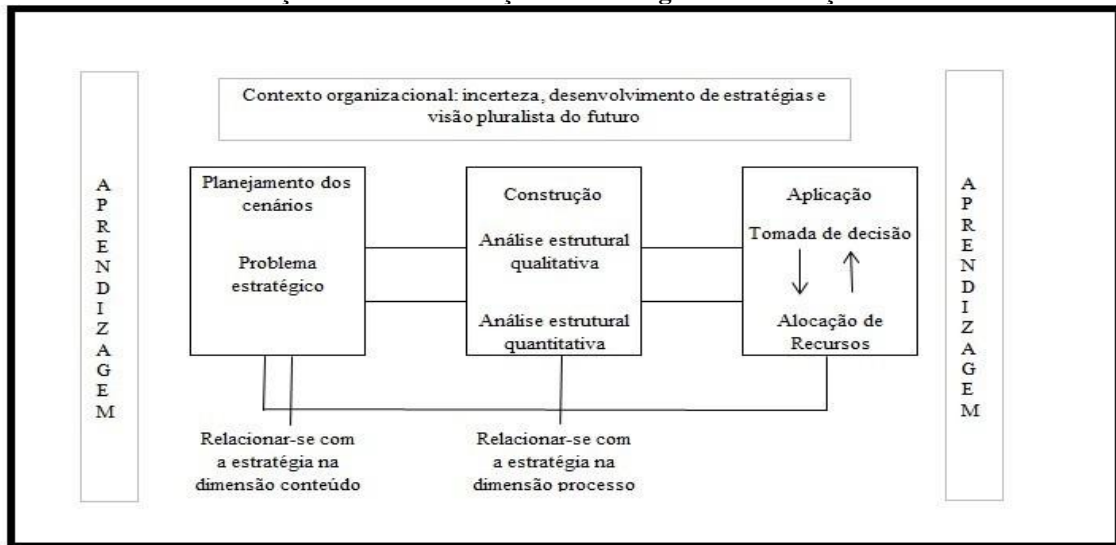 Contexto organizacional: incerteza, desenvolvimento de estratégias e
visão pluralista do futuro
A
P
R
E
N
D
I
Z
A
G
E
M
Planejamento dos
cenários
Problema
estratégico
Construção
Análise estrutural
qualitativa
Análise estrutural
quantitativa
Aplicação
Tomada de decisão
Alocação de
Recursos
A
P
R
E
N
D
I
Z
A
G
E
M
Relacionar-se com
a estratégia na
dimensão conteúdo
Relacionar-se com
a estratégia na
dimensão processo